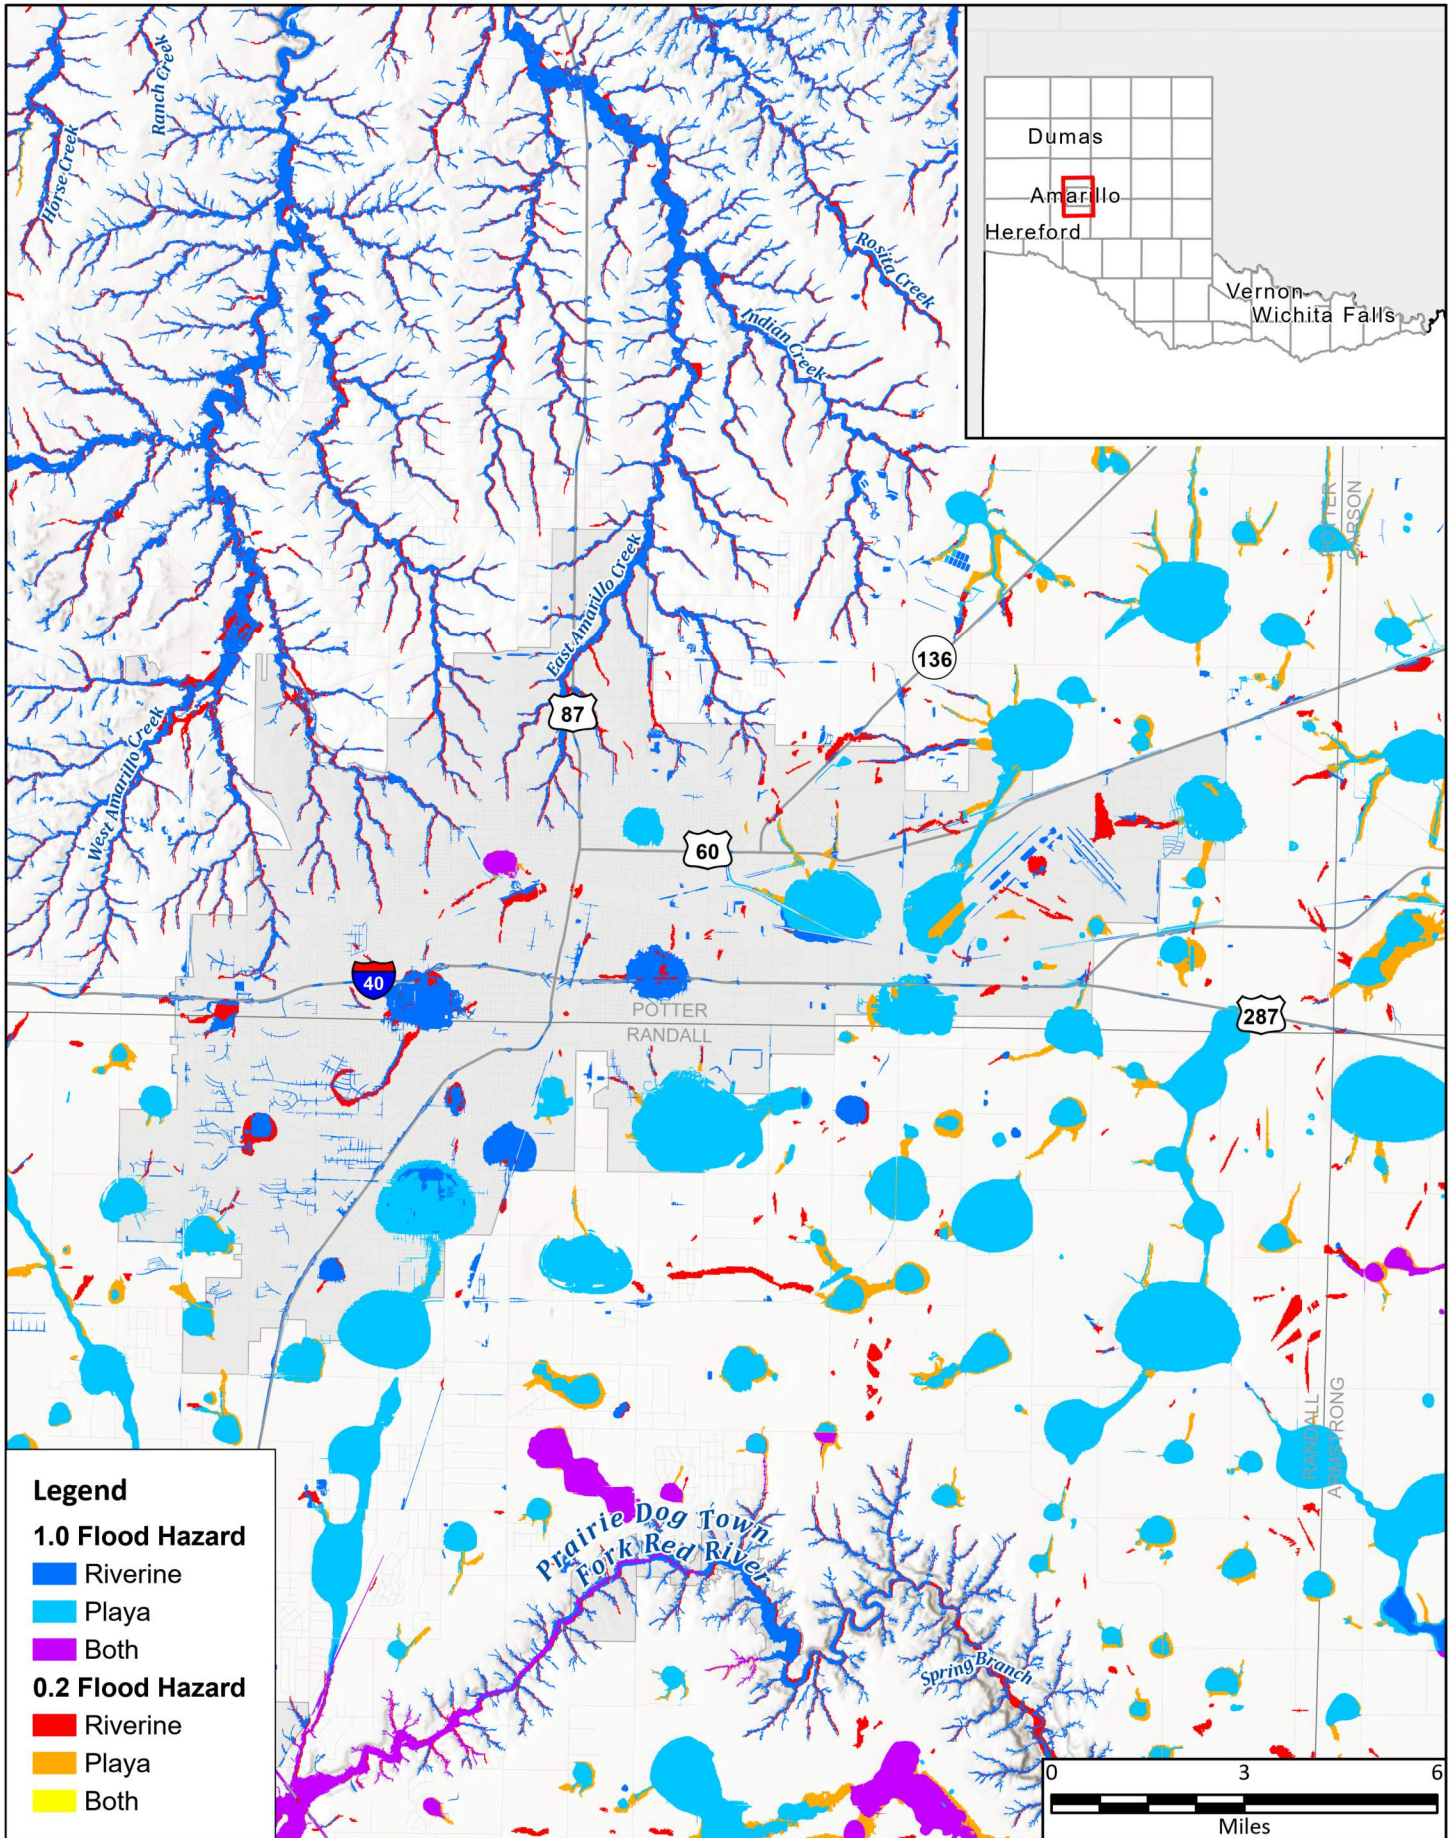 Ranch Creek
Horse Creek
Rosita Creek
Indian Creek
East Amarillo Creek
West Amarillo Creek
Dumas
Amarillo
Hereford
Vernon
Wichita Falls
POTTER
CARSON
136
87
60
40
287
POTTER
RANDALL
RANDALL
ARMSTRONG
Prairie Dog Town
Fork Red River
Spring Branch
Legend
1.0 Flood Hazard
Riverine
Playa
Both
0.2 Flood Hazard
Riverine
Playa
Both
0 3 6
Miles